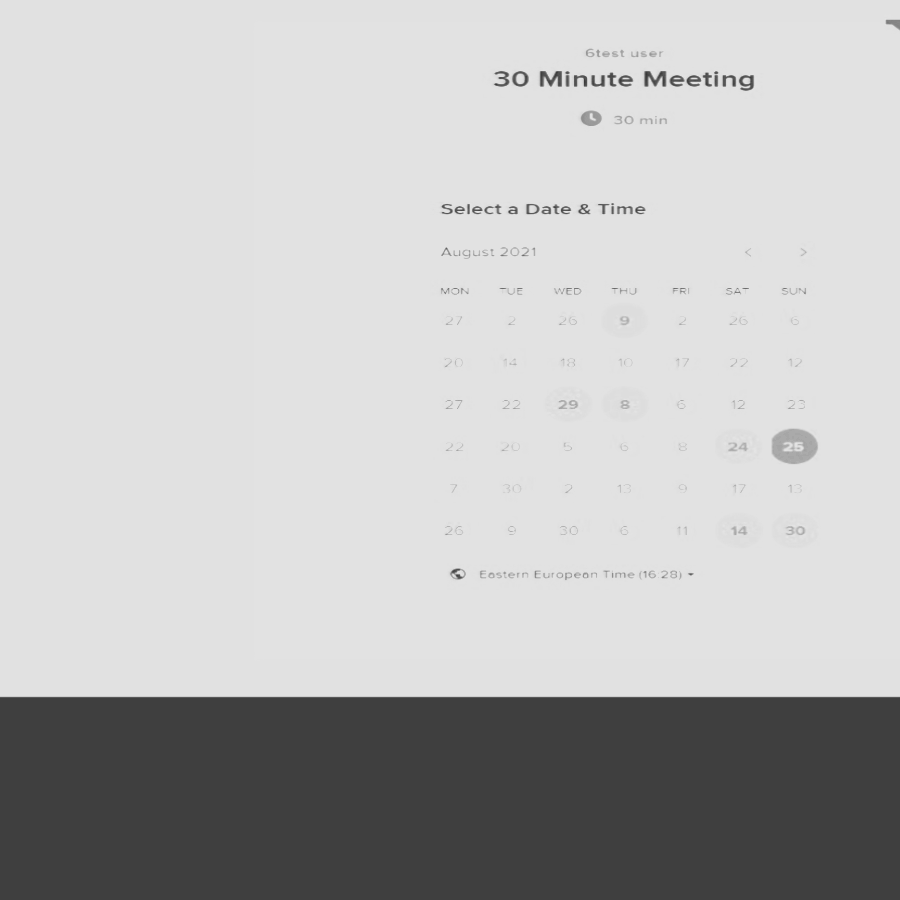 6test user
30 Minute Meeting
30 min
Select a Date & Time
August 2021 < >
MON TUE WED THU FRI SAT SUN
27 2 26 9 2 26 6
20 14 18 10 17 22 12
27 22 29 8 6 12 23
22 20 5 6 8 24 25
7 30 2 13 9 17 13
26 9 30 6 11 14 30
Eastern European Time (16 28)